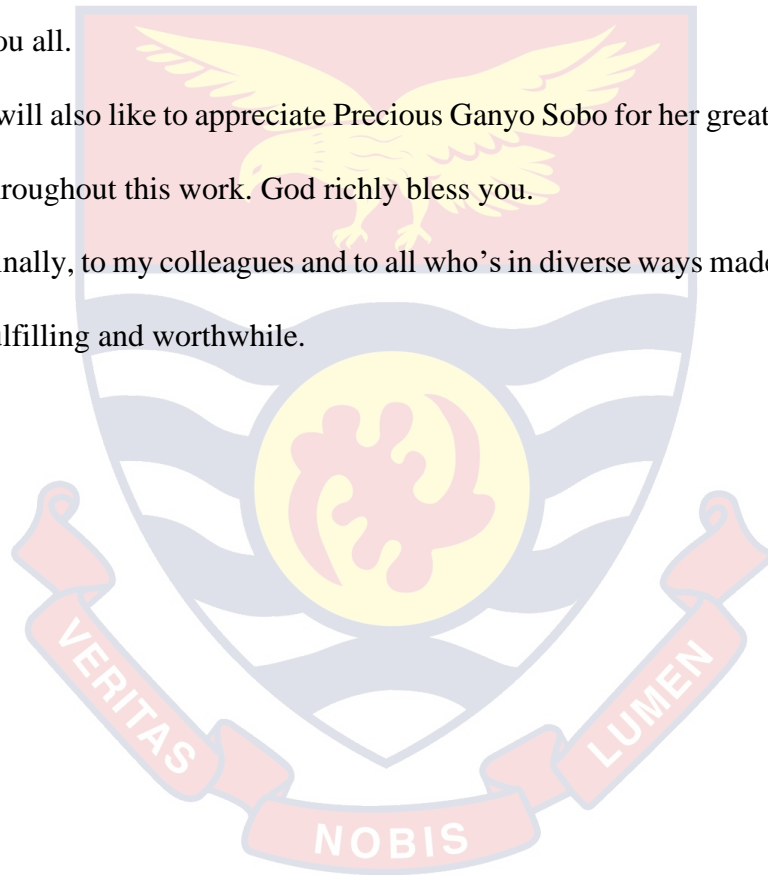 ou all.
will also like to appreciate Precious Ganyo Sobo for her great
roughout this work. God richly bless you.
inally, to my colleagues and to all who's in diverse ways made
lfilling and worthwhile.
VERITAS
NOBIS
LUMEN